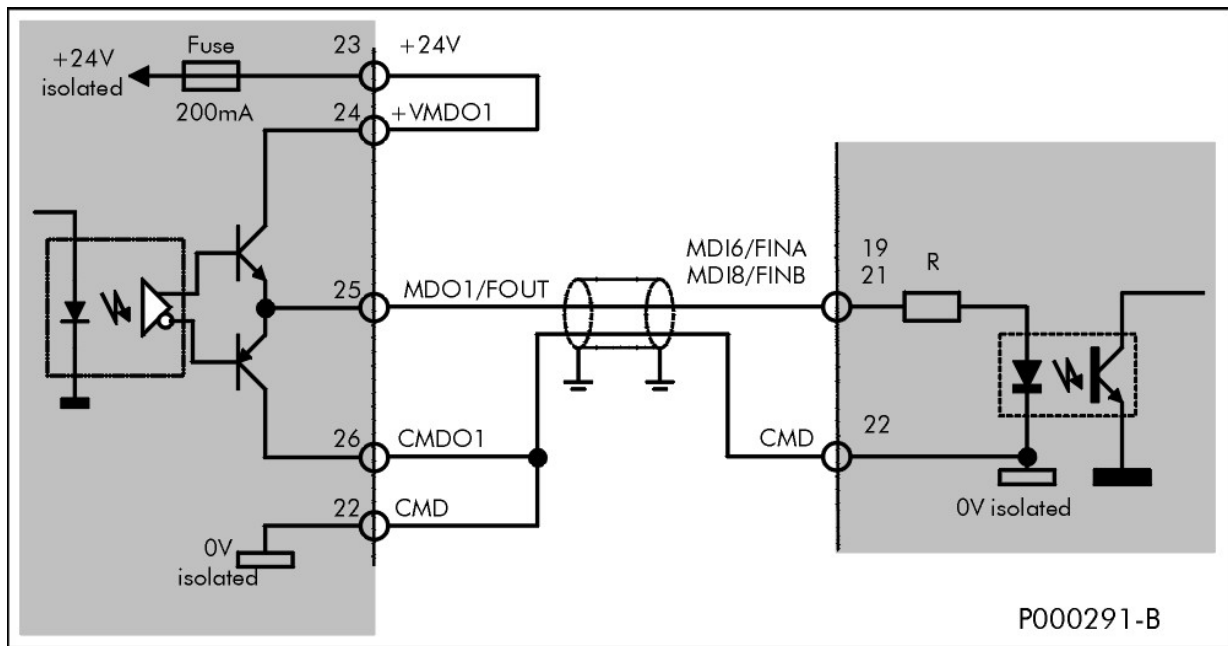 Fuse
23
+24V
+24V
isolated
200mA
24
+VMDO1
MDI6/FINA
19
MDI8/FINB
21
R
25
MDO1/FOUT
26
CMDO1
CMD
22
22
CMD
0V
isolated
0V isolated
P000291-B